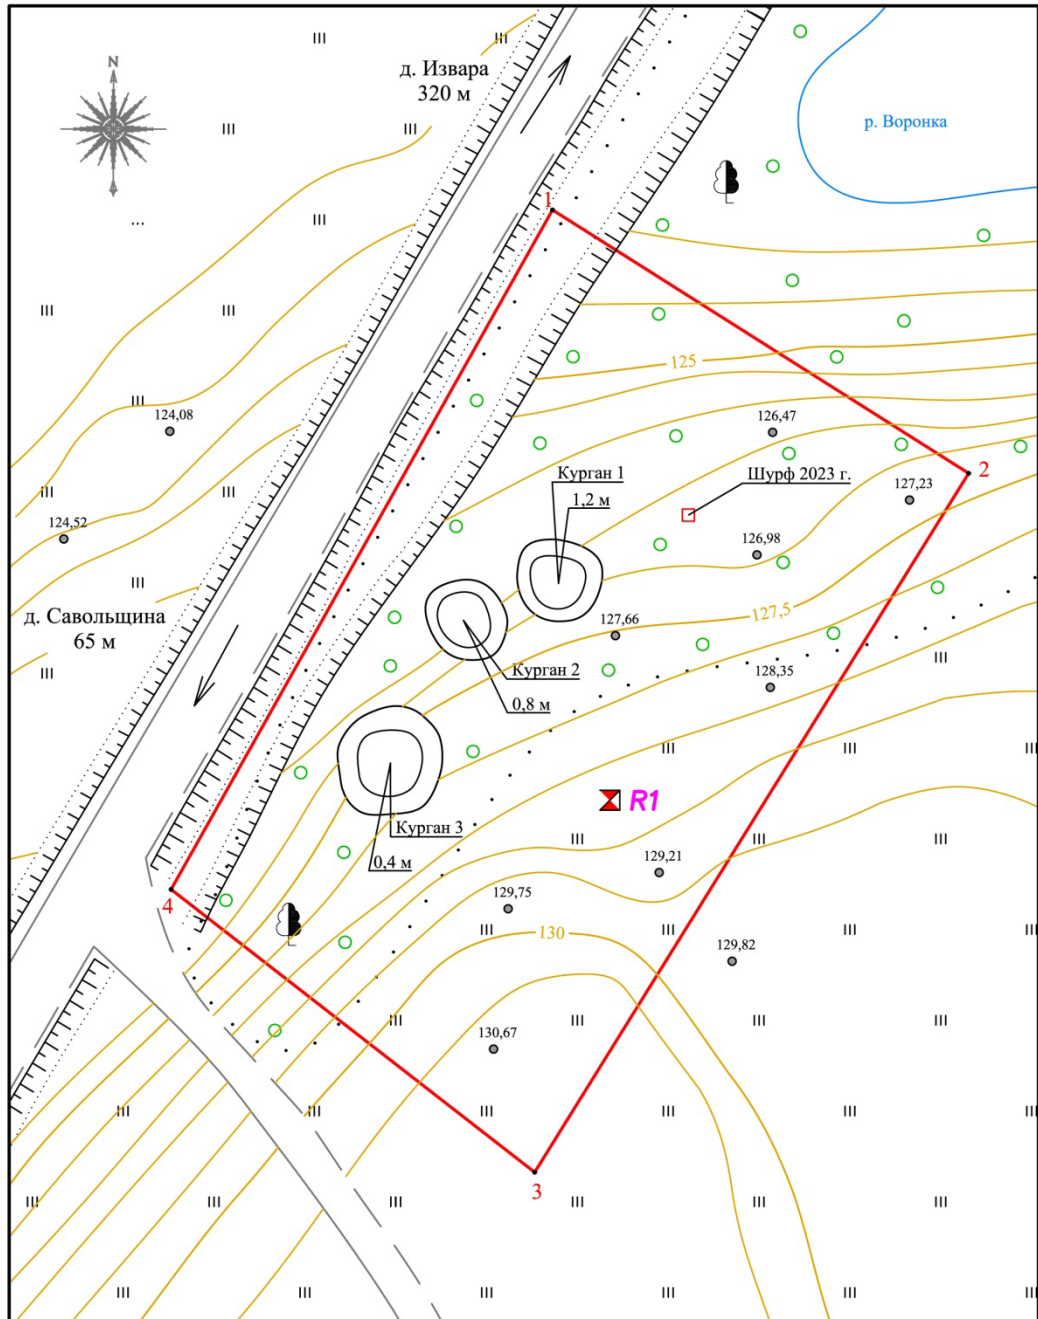 N
д. Извара
320 м
р. Воронка
1
125
124,08
126,47
2
Курган 1
Шурф 2023 г.
127,23
1,2 м
124,52
126,98
д. Савольщина
65 м
127,66
127,5
Курган 2
128,35
0,8 м
R1
Курган 3
0,4 м
129,21
4
129,75
130
129,82
130,67
3